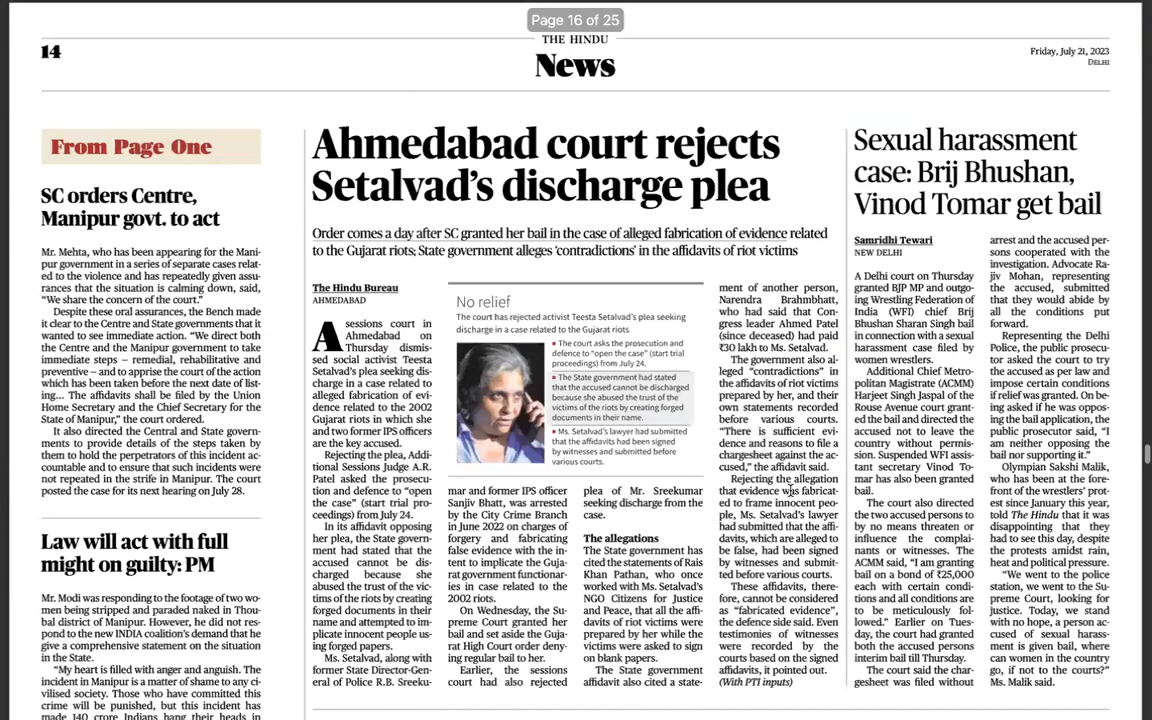 Page 16 of 25
14
THE HINDU
News
Friday, July 21, 2023
DELHI
From Page One
SC orders Centre,
Manipur govt. to act
Mr. Mehta, who has been appearing for the Mani-
pur government in a series of separate cases relat-
ed to the violence and has repeatedly given assu-
rances that the situation is calming down, said,
“We share the concern of the court.”
Despite these oral assurances, the Bench made
it clear to the Centre and State governments that it
wanted to see immediate action. “We direct both
the Centre and the Manipur government to take
immediate steps – remedial, rehabilitative and
preventive – and to apprise the court of the action
which has been taken before the next date of list-
ing... The affidavits shall be filed by the Union
Home Secretary and the Chief Secretary for the
State of Manipur,” the court ordered.
It also directed the Central and State govern-
ments to provide details of the steps taken by
them to hold the perpetrators of this incident ac-
countable and to ensure that such incidents were
not repeated in the strife in Manipur. The court
posted the case for its next hearing on July 28.
Law will act with full
might on guilty: PM
Mr. Modi was responding to the footage of two wo-
men being stripped and paraded naked in Thou-
bal district of Manipur. However, he did not res-
pond to the new INDIA coalition’s demand that he
give a comprehensive statement on the situation
in the State.
“My heart is filled with anger and anguish. The
incident in Manipur is a matter of shame to any ci-
vilised society. Those who have committed this
crime will be punished, but this incident has
made 140 crore Indians hang their heads in
Ahmedabad court rejects
Setalvad’s discharge plea
Order comes a day after SC granted her bail in the case of alleged fabrication of evidence related
to the Gujarat riots; State government alleges ‘contradictions’ in the affidavits of riot victims
The Hindu Bureau
AHMEDABAD
A sessions court in
Ahmedabad on
Thursday dismis-
sed social activist Teesta
Setalvad’s plea seeking dis-
charge in a case related to
alleged fabrication of evi-
dence related to the 2002
Gujarat riots in which she
and two former IPS officers
are the key accused.
Rejecting the plea, Addi-
tional Sessions Judge A.R.
Patel asked the prosecu-
tion and defence to “open
the case” (start trial pro-
ceedings) from July 24.
In its affidavit opposing
her plea, the State govern-
ment had stated that the
accused cannot be dis-
charged because she
abused the trust of the vic-
tims of the riots by creating
forged documents in their
name and attempted to im-
plicate innocent people us-
ing forged papers.
Ms. Setalvad, along with
former State Director-Gen-
eral of Police R.B. Sreeku-
No relief
The court has rejected activist Teesta Setalvad’s plea seeking
discharge in a case related to the Gujarat riots
▪ The court asks the prosecution and
defence to “open the case” (start trial
proceedings) from July 24.
▪ The State government had stated
that the accused cannot be discharged
because she abused the trust of the
victims of the riots by creating forged
documents in their name.
▪ Ms. Setalvad’s lawyer had submitted
that the affidavits had been signed
by witnesses and submitted before
various courts.
mar and former IPS officer
Sanjiv Bhatt, was arrested
by the City Crime Branch
in June 2022 on charges of
forgery and fabricating
false evidence with the in-
tent to implicate the Guja-
rat government functionar-
ies in case related to the
2002 riots.
On Wednesday, the Su-
preme Court granted her
bail and set aside the Guja-
rat High Court order deny-
ing regular bail to her.
Earlier, the sessions
court had also rejected
plea of Mr. Sreekumar
seeking discharge from the
case.
The allegations
The State government has
cited the statements of Rais
Khan Pathan, who once
worked with Ms. Setalvad’s
NGO Citizens for Justice
and Peace, that all the affi-
davits of riot victims were
prepared by her while the
victims were asked to sign
on blank papers.
The State government
affidavit also cited a state-
ment of another person,
Narendra Brahmbhatt,
who had said that Con-
gress leader Ahmed Patel
(since deceased) had paid
₹30 lakh to Ms. Setalvad.
The government also al-
leged “contradictions” in
the affidavits of riot victims
prepared by her, and their
own statements recorded
before various courts.
“There is sufficient evi-
dence and reasons to file a
chargesheet against the ac-
cused,” the affidavit said.
Rejecting the allegation
that evidence was fabricat-
ed to frame innocent peo-
ple, Ms. Setalvad’s lawyer
had submitted that the affi-
davits, which are alleged to
be false, had been signed
by witnesses and submit-
ted before various courts.
These affidavits, there-
fore, cannot be considered
as “fabricated evidence”,
the defence side said. Even
testimonies of witnesses
were recorded by the
courts based on the signed
affidavits, it pointed out.
(With PTI inputs)
Sexual harassment
case: Brij Bhushan,
Vinod Tomar get bail
Samridhi Tewari
NEW DELHI
A Delhi court on Thursday
granted BJP MP and outgo-
ing Wrestling Federation of
India (WFI) chief Brij
Bhushan Sharan Singh bail
in connection with a sexual
harassment case filed by
women wrestlers.
Additional Chief Metro-
politan Magistrate (ACMM)
Harjeet Singh Jaspal of the
Rouse Avenue court grant-
ed the bail and directed the
accused not to leave the
country without permis-
sion. Suspended WFI assis-
tant secretary Vinod To-
mar has also been granted
bail.
The court also directed
the two accused persons to
by no means threaten or
influence the complai-
nants or witnesses. The
ACMM said, “I am granting
bail on a bond of ₹25,000
each with certain condi-
tions and all conditions are
to be meticulously fol-
lowed.” Earlier on Tues-
day, the court had granted
both the accused persons
interim bail till Thursday.
The court said the char-
gesheet was filed without
arrest and the accused per-
sons cooperated with the
investigation. Advocate Ra-
jiv Mohan, representing
the accused, submitted
that they would abide by
all the conditions put
forward.
Representing the Delhi
Police, the public prosecu-
tor asked the court to try
the accused as per law and
impose certain conditions
if relief was granted. On be-
ing asked if he was oppos-
ing the bail application, the
public prosecutor said, “I
am neither opposing the
bail nor supporting it.”
Olympian Sakshi Malik,
who has been at the fore-
front of the wrestlers’ prot-
est since January this year,
told The Hindu that it was
disappointing that they
had to see this day, despite
the protests amidst rain,
heat and political pressure.
“We went to the police
station, we went to the Su-
preme Court, looking for
justice. Today, we stand
with no hope, a person ac-
cused of sexual harass-
ment is given bail, where
can women in the country
go, if not to the courts?”
Ms. Malik said.